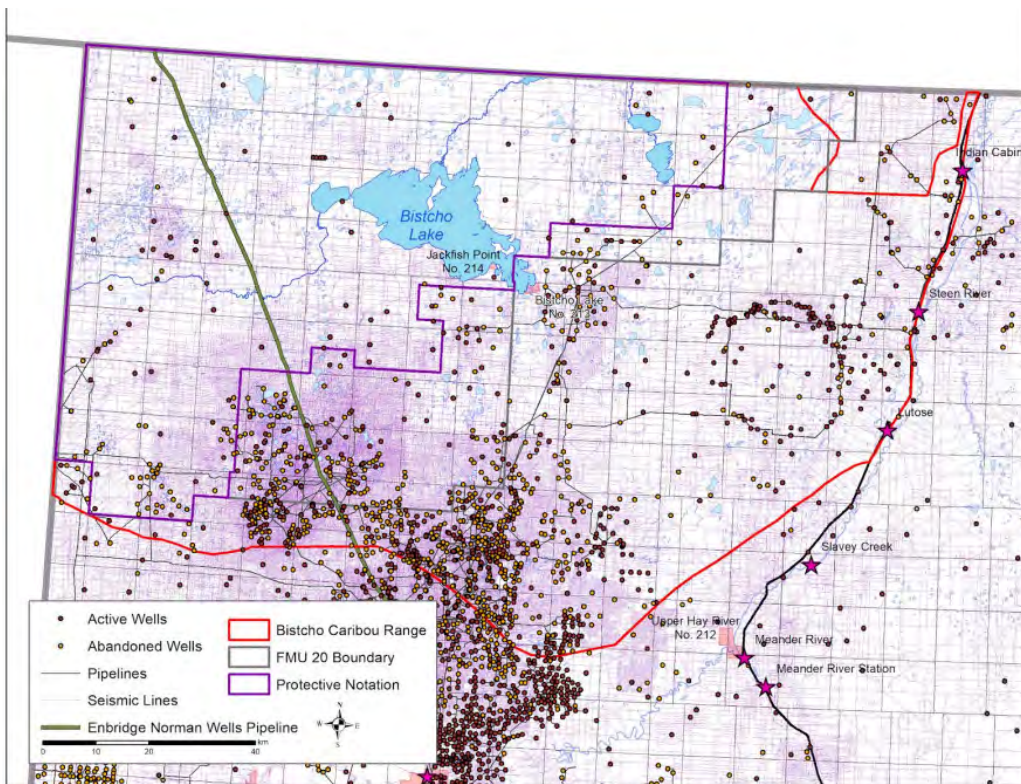 Indian Cabin
Bistcho
Lake
Jackfish Point
No. 214
Bistcho Lake
No. 213
Steen River
Lutose
Slavey Creek
Upper Hay River
No. 212
Meander River
Meander River Station
Active Wells
Abandoned Wells
Pipelines
Seismic Lines
Enbridge Norman Wells Pipeline
Bistcho Caribou Range
FMU 20 Boundary
Protective Notation
N
W E
S
0 10 20 40
km